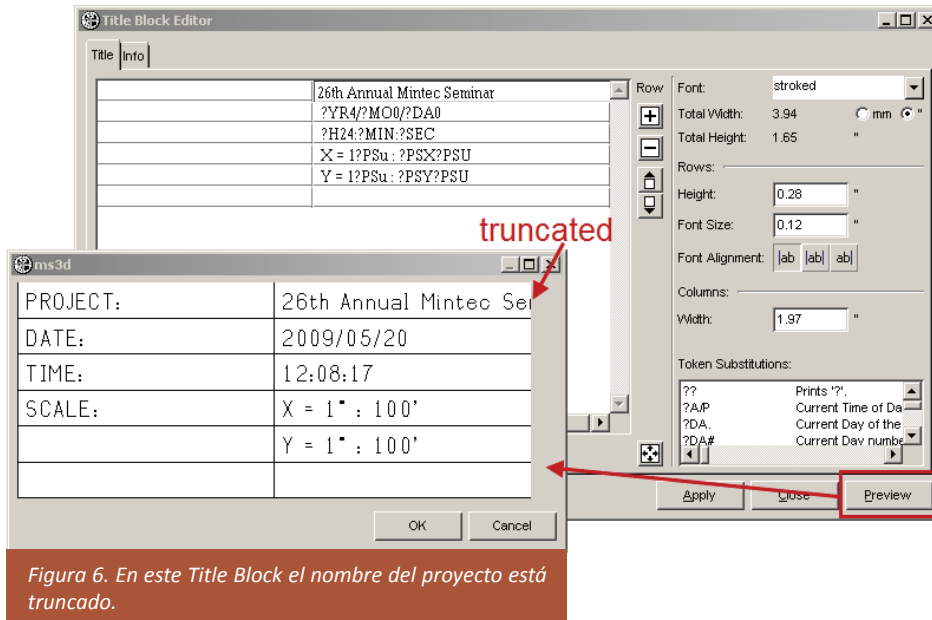 Title Block Editor
Title Info
26th Annual Mintec Seminar
?YR4/?MO0/?DA0
?H24:?MIN:?SEC
X = 1?PSu : ?PSX?PSU
Y = 1?PSu : ?PSY?PSU
Row
Font: stroked
Total Width: 3.94 mm "
Total Height: 1.65 "
Rows:
Height: 0.28 "
Font Size: 0.12 "
Font Alignment: |ab |ab| ab|
Columns:
Width: 1.97 "
Token Substitutions:
?? Prints '?'.
?A/P Current Time of Da
?DA. Current Day of the
?DA# Current Day numbe
Apply Close Preview
truncated
ms3d
PROJECT: 26th Annual Mintec Ser
DATE: 2009/05/20
TIME: 12:08:17
SCALE: X = 1" : 100'
Y = 1" : 100'
OK Cancel
Figura 6. En este Title Block el nombre del proyecto está
truncado.